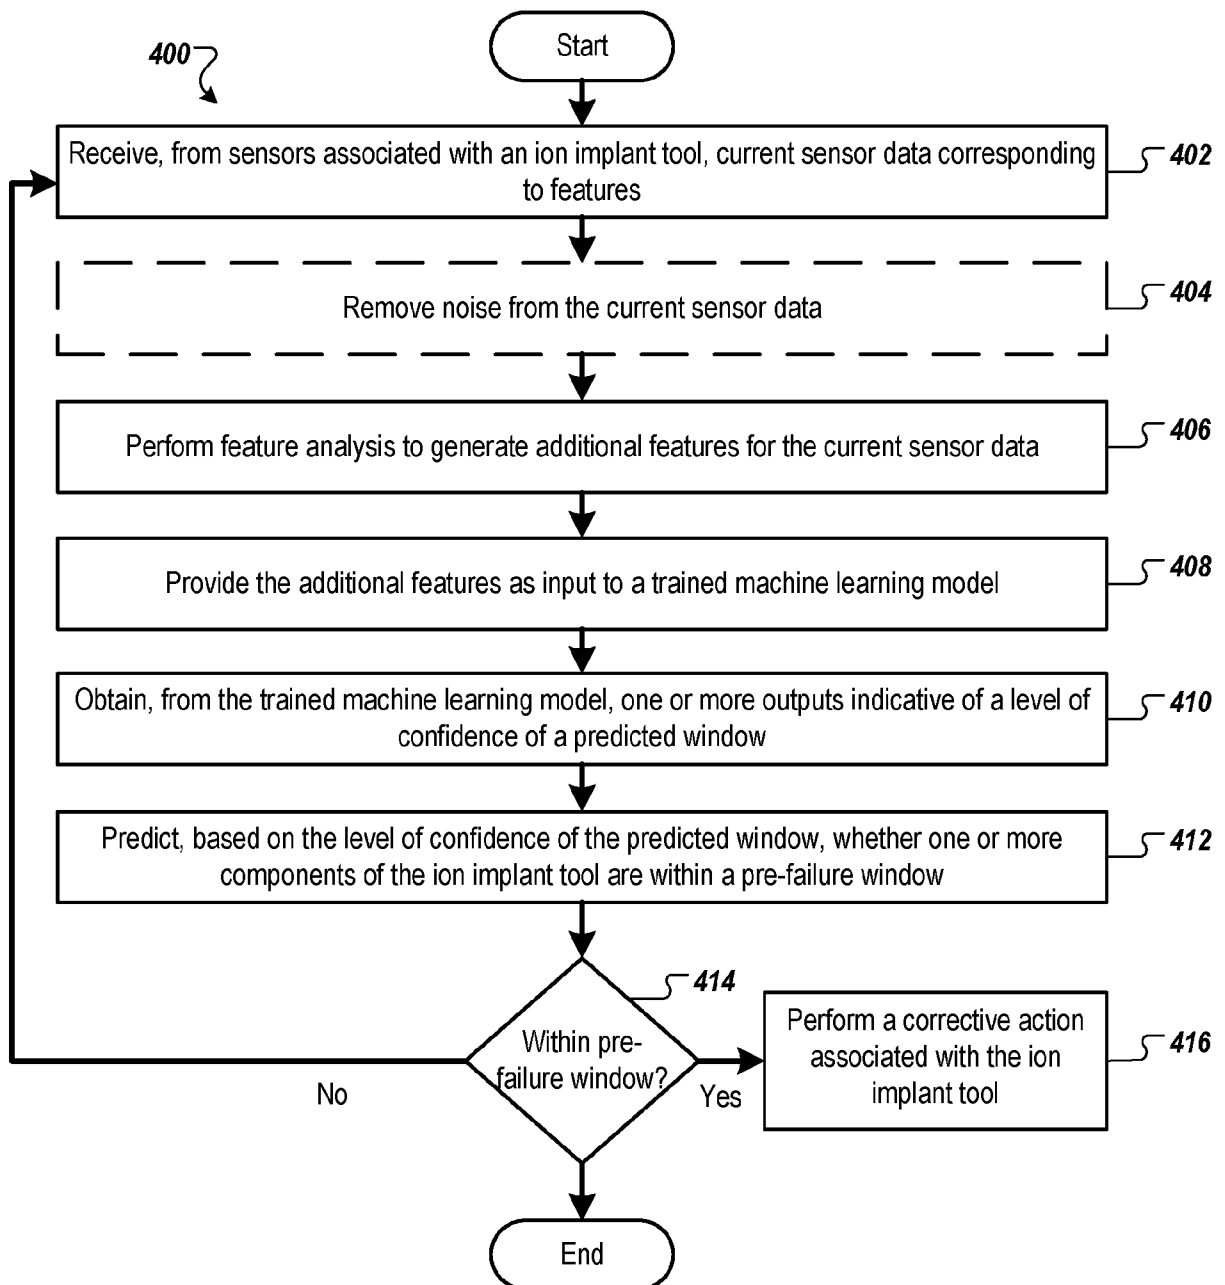 400
Start
Receive, from sensors associated with an ion implant tool, current sensor data corresponding
to features
402
Remove noise from the current sensor data
404
Perform feature analysis to generate additional features for the current sensor data
406
Provide the additional features as input to a trained machine learning model
408
Obtain, from the trained machine learning model, one or more outputs indicative of a level of
confidence of a predicted window
410
Predict, based on the level of confidence of the predicted window, whether one or more
components of the ion implant tool are within a pre-failure window
412
414
Within pre-
failure window?
No
Yes
Perform a corrective action
associated with the ion
implant tool
416
End